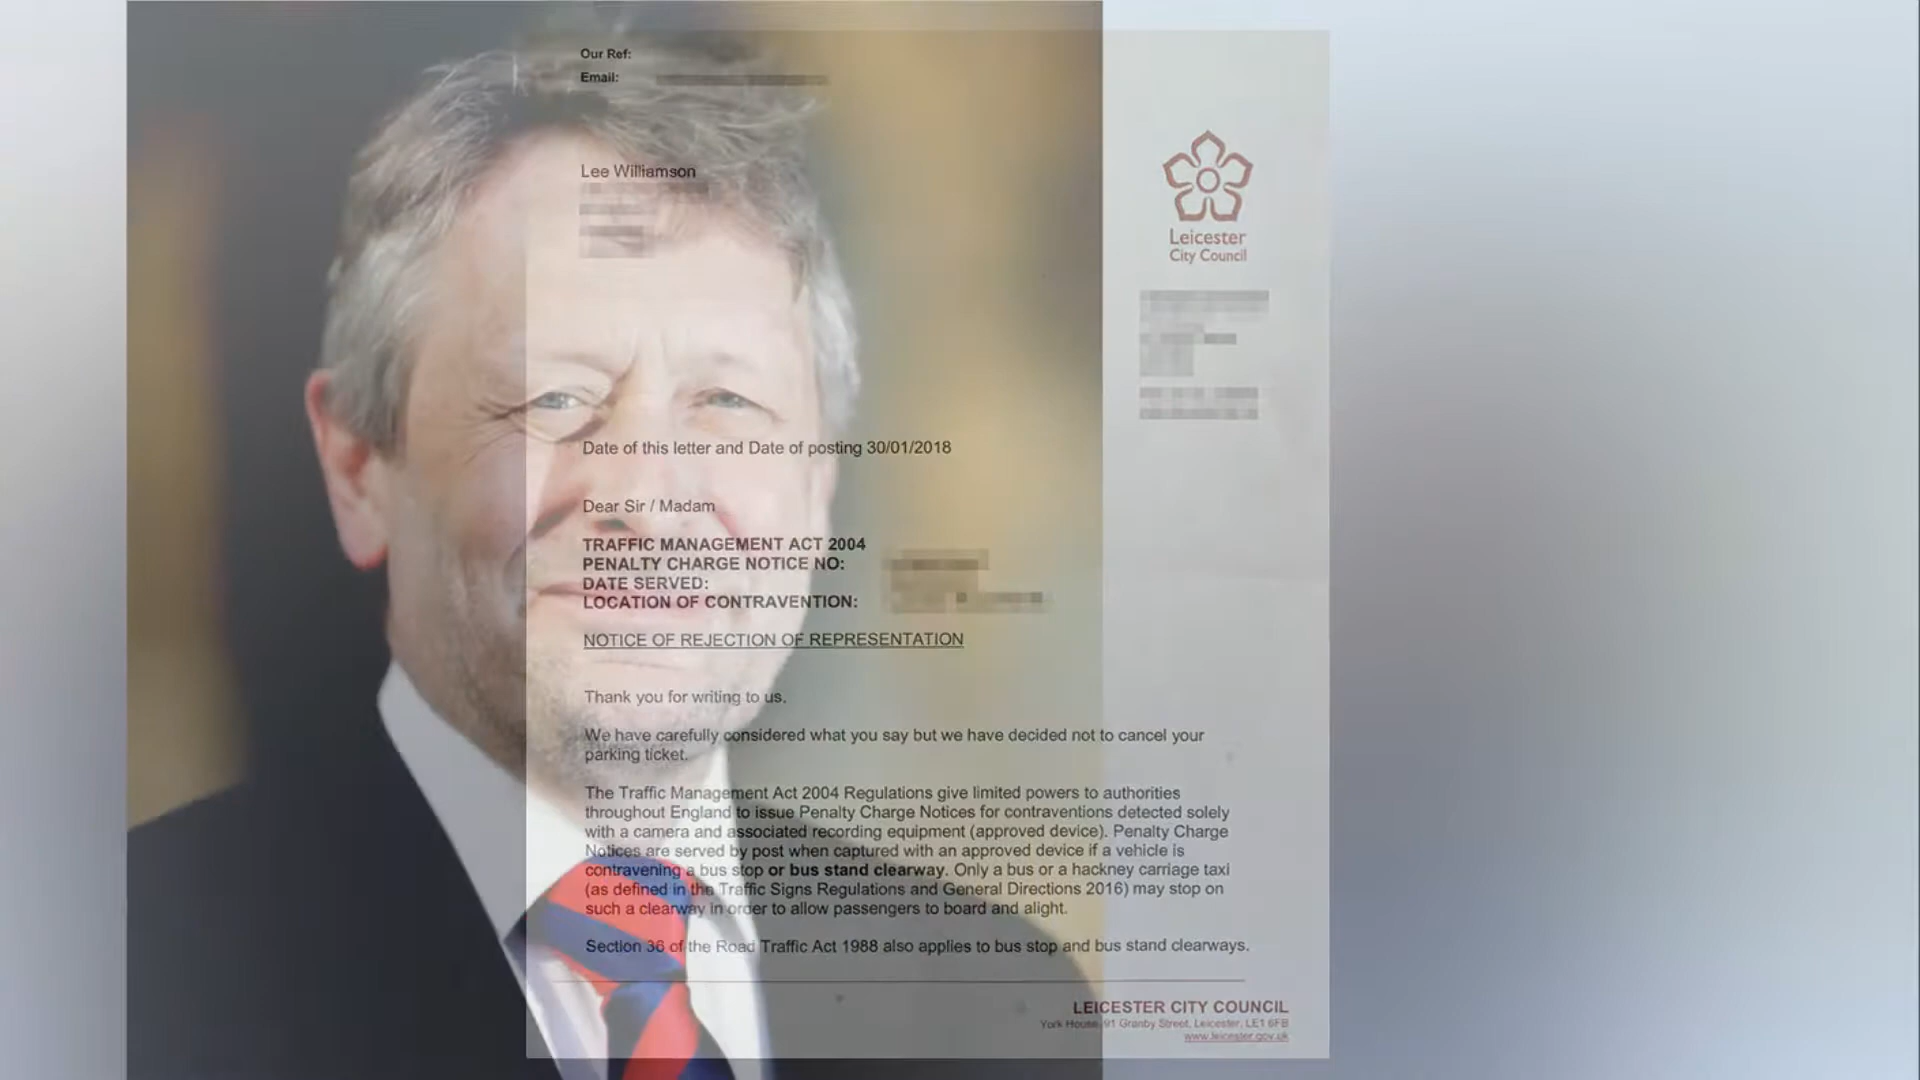 Our Ref:
Email:
Lee Williamson
Leicester
City Council
Date of this letter and Date of posting 30/01/2018
Dear Sir / Madam
TRAFFIC MANAGEMENT ACT 2004
PENALTY CHARGE NOTICE NO:
DATE SERVED:
LOCATION OF CONTRAVENTION:
NOTICE OF REJECTION OF REPRESENTATION
Thank you for writing to us.
We have carefully considered what you say but we have decided not to cancel your
parking ticket.
The Traffic Management Act 2004 Regulations give limited powers to authorities
throughout England to issue Penalty Charge Notices for contraventions detected solely
with a camera and associated recording equipment (approved device). Penalty Charge
Notices are served by post when captured with an approved device if a vehicle is
contravening a bus stop or bus stand clearway. Only a bus or a hackney carriage taxi
(as defined in the Traffic Signs Regulations and General Directions 2016) may stop on
such a clearway in order to allow passengers to board and alight.
Section 36 of the Road Traffic Act 1988 also applies to bus stop and bus stand clearways.
LEICESTER CITY COUNCIL
York House, 91 Granby Street, Leicester, LE1 6FB
www.leicester.gov.uk